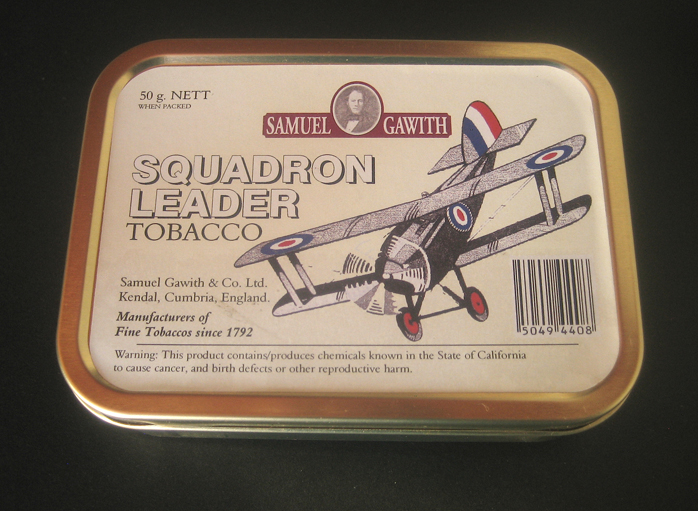 50 g. NETT
WHEN PACKED
SAMUEL GAWITH
SQUADRON
LEADER
TOBACCO
Samuel Gawith & Co. Ltd.
Kendal, Cumbria, England.
Manufacturers of
Fine Tobaccos since 1792
5049 4408
Warning: This product contains/produces chemicals known in the State of California
to cause cancer, and birth defects or other reproductive harm.